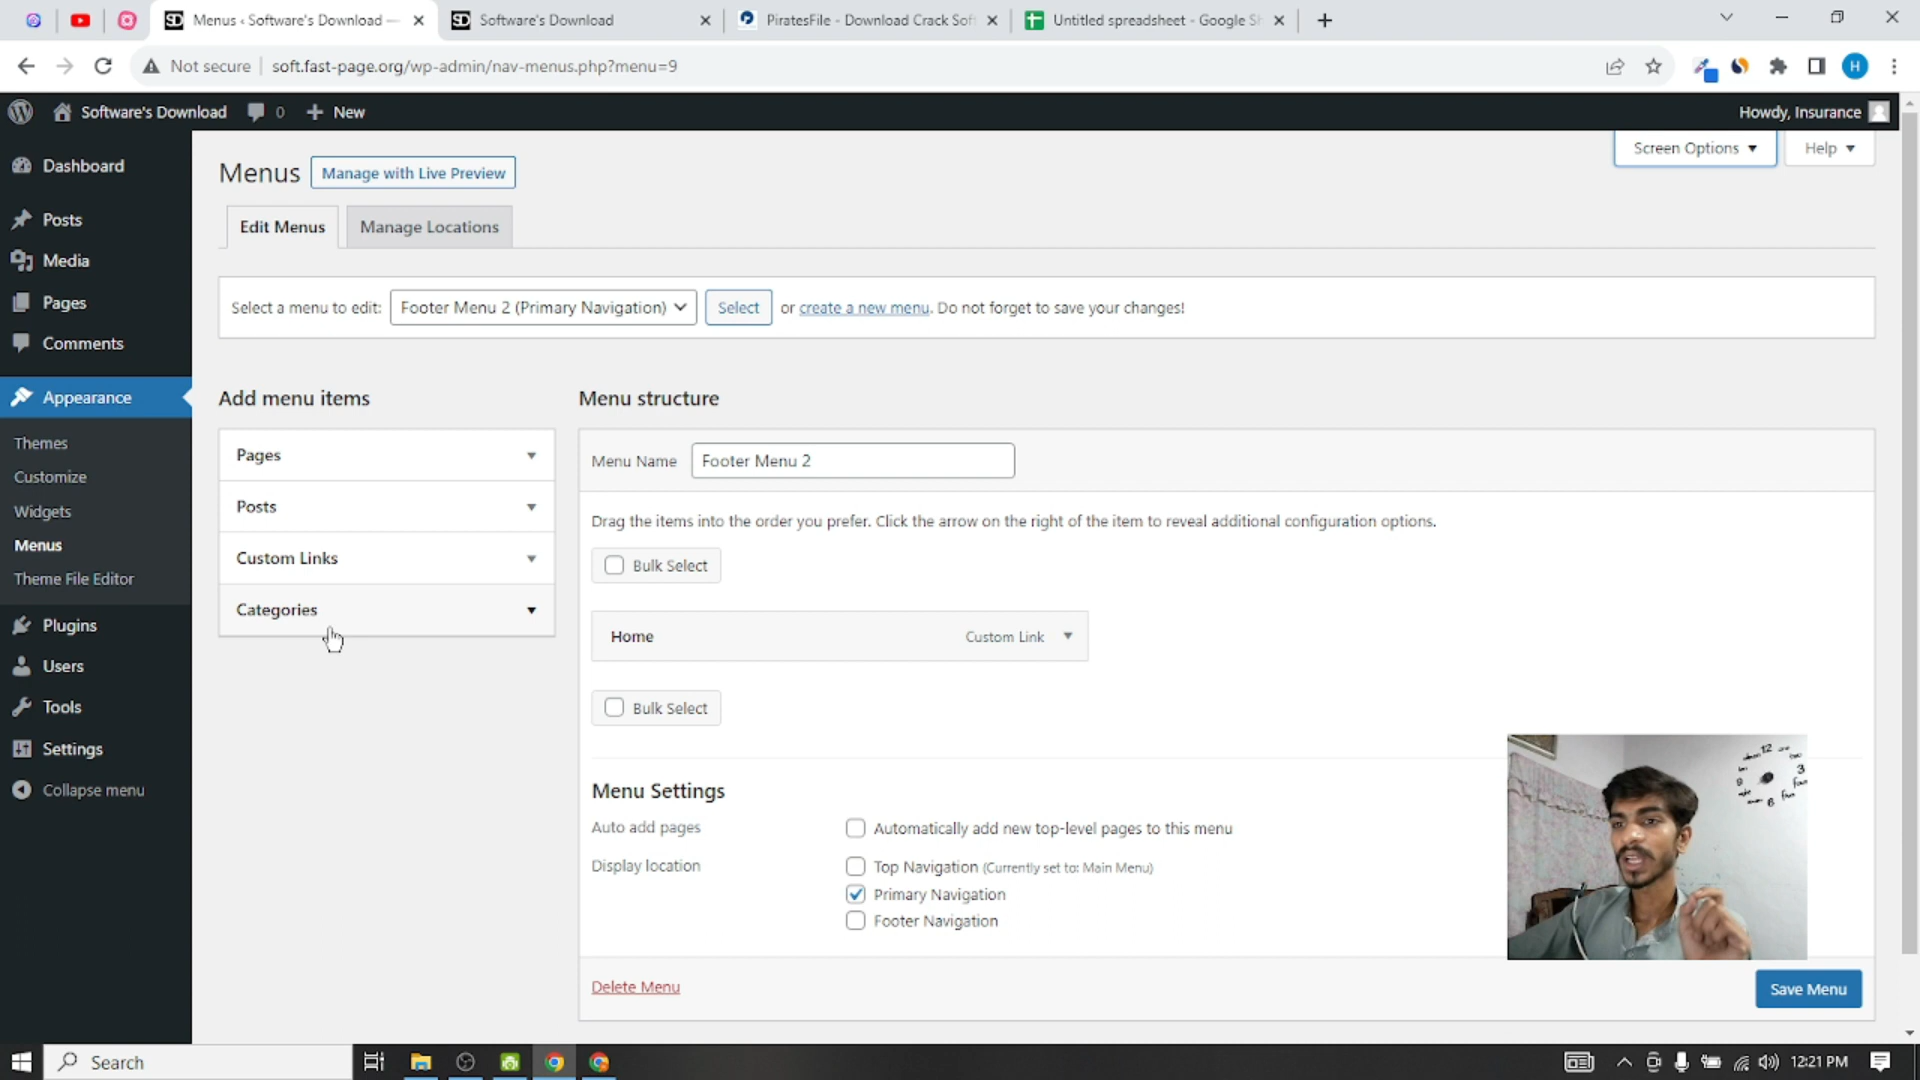 Menus ‹ Software's Download —
Software's Download
PiratesFile - Download Crack Sof
Untitled spreadsheet - Google Sh
Not secure
soft.fast-page.org/wp-admin/nav-menus.php?menu=9
H
Software's Download
0
New
Howdy, Insurance
Dashboard
Posts
Media
Pages
Comments
Appearance
Themes
Customize
Widgets
Menus
Theme File Editor
Plugins
Users
Tools
Settings
Collapse menu
Screen Options
Help
Menus
Manage with Live Preview
Edit Menus
Manage Locations
Select a menu to edit: Footer Menu 2 (Primary Navigation) Select or create a new menu. Do not forget to save your changes!
Add menu items
Pages
Posts
Custom Links
Categories
Menu structure
Menu Name Footer Menu 2
Drag the items into the order you prefer. Click the arrow on the right of the item to reveal additional configuration options.
Bulk Select
Home Custom Link
Bulk Select
Menu Settings
Auto add pages Automatically add new top-level pages to this menu
Display location Top Navigation (Currently set to: Main Menu)
Primary Navigation
Footer Navigation
Delete Menu
Save Menu
12
3
6
Search
12:21 PM